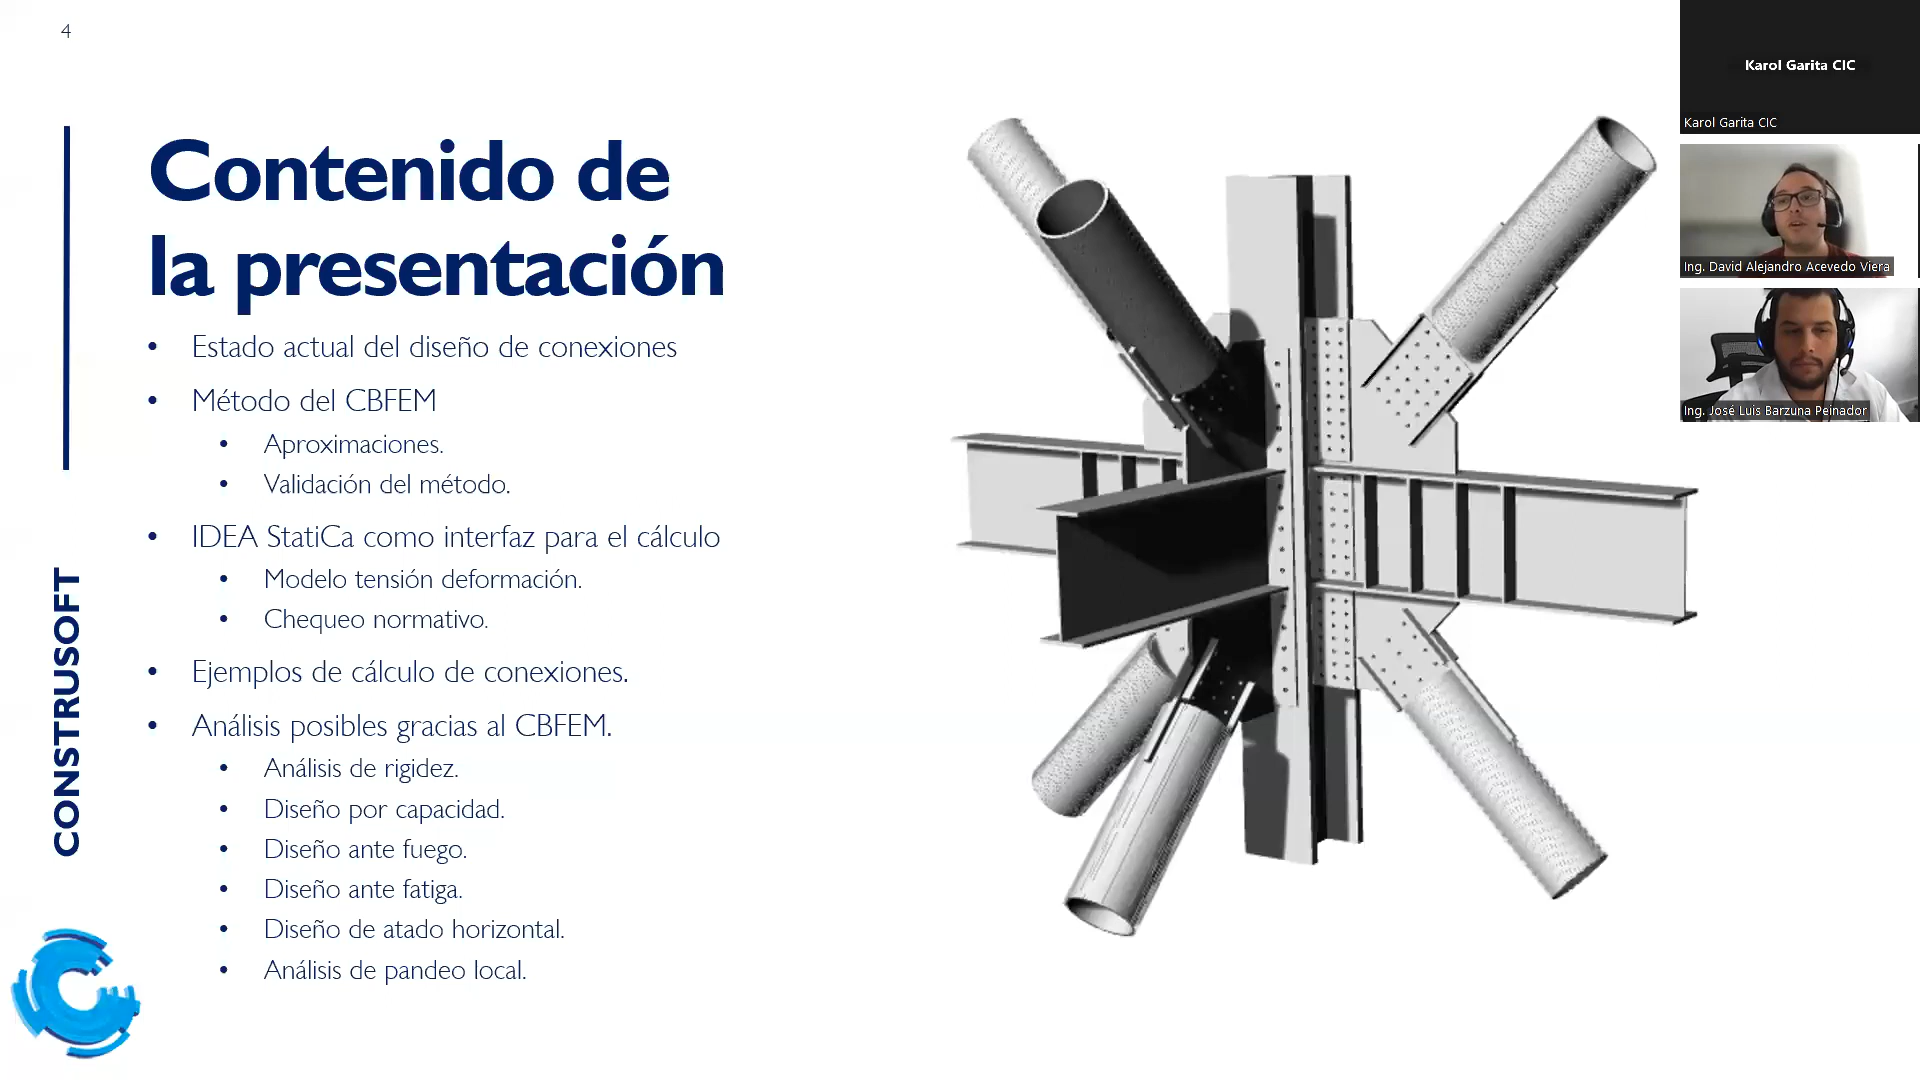 4
Contenido de
la presentación
• Estado actual del diseño de conexiones
• Método del CBFEM
• Aproximaciones.
• Validación del método.
• IDEA StatiCa como interfaz para el cálculo
• Modelo tensión deformación.
• Chequeo normativo.
• Ejemplos de cálculo de conexiones.
• Análisis posibles gracias al CBFEM.
• Análisis de rigidez.
• Diseño por capacidad.
• Diseño ante fuego.
• Diseño ante fatiga.
• Diseño de atado horizontal.
• Análisis de pandeo local.
CONSTRUSOFT
Karol Garita CIC
Karol Garita CIC
Ing. David Alejandro Acevedo Viera
Ing. José Luis Barzuna Peinador